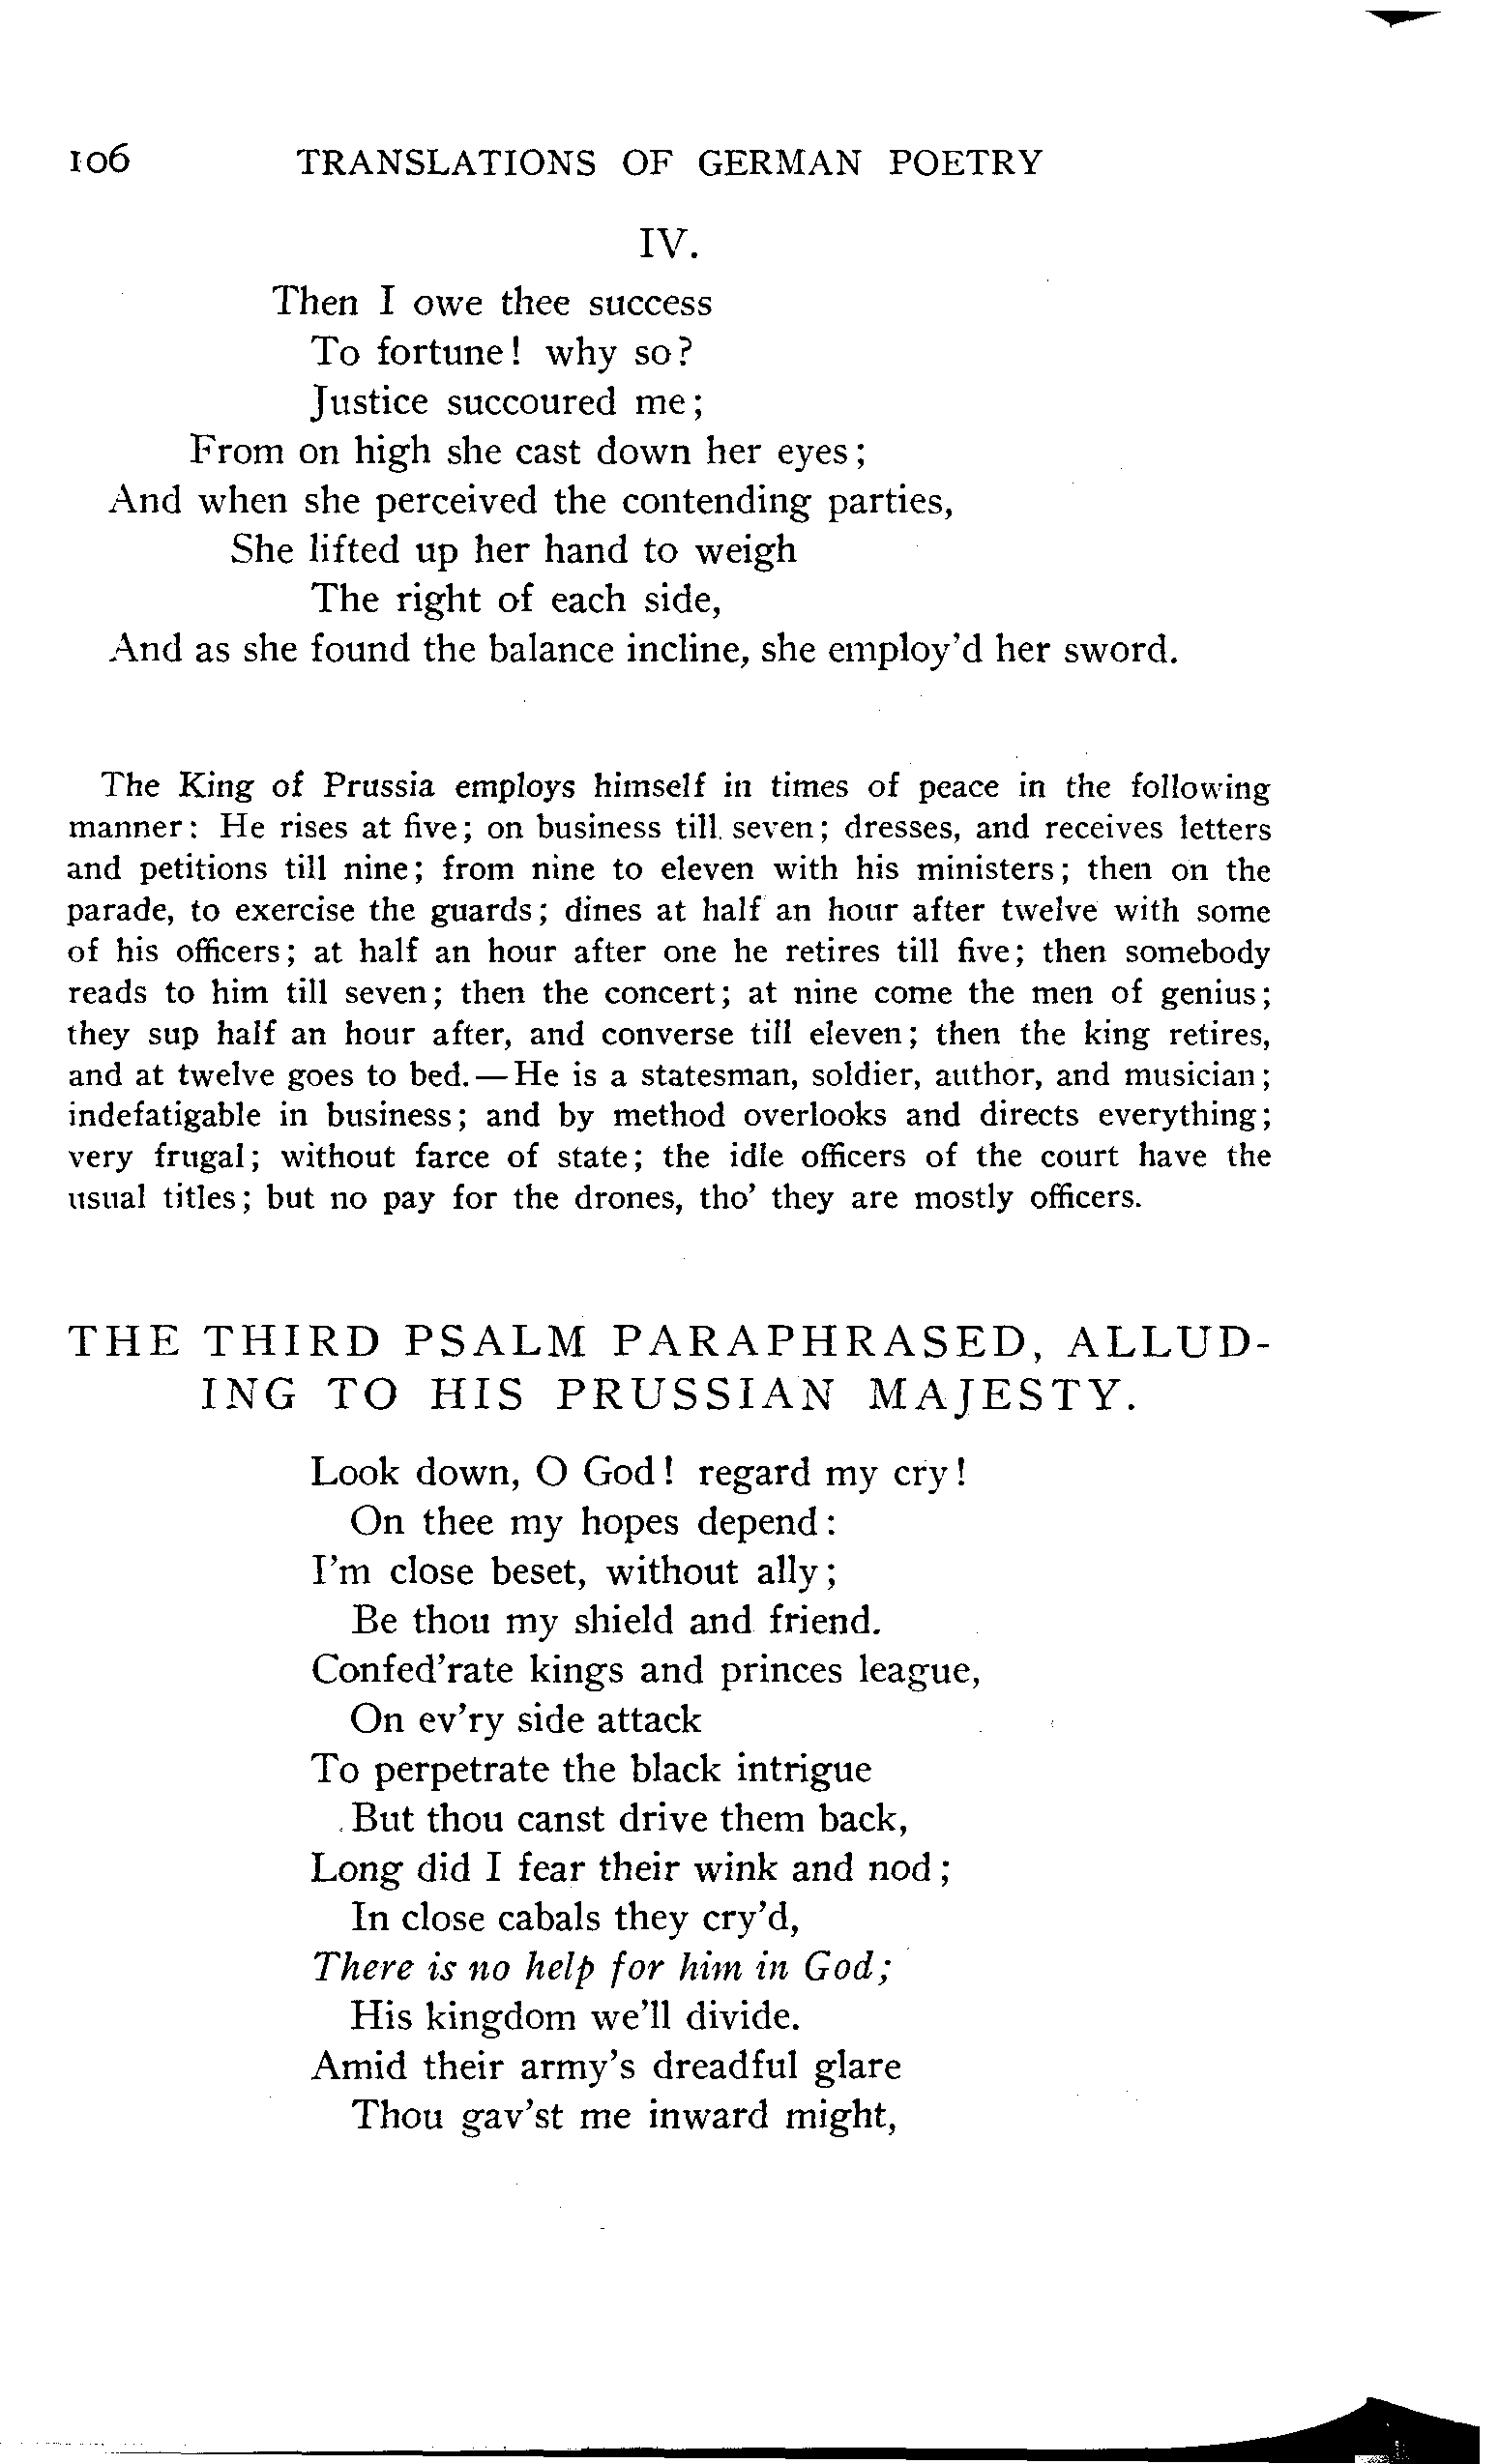 106 TRANSLATIONS OF GERMAN POETRY
IV.
Then I owe thee success
To fortune! why so?
Justice succoured me;
From on high she cast down her eyes;
And when she perceived the contending parties,
She lifted up her hand to weigh
The right of each side,
And as she found the balance incline, she employ'd her sword.
The King of Prussia employs himself in times of peace in the following
manner: He rises at five; on business till seven; dresses, and receives letters
and petitions till nine; from nine to eleven with his ministers; then on the
parade, to exercise the guards; dines at half an hour after twelve with some
of his officers; at half an hour after one he retires till five; then somebody
reads to him till seven; then the concert; at nine come the men of genius;
they sup half an hour after, and converse till eleven; then the king retires,
and at twelve goes to bed.—He is a statesman, soldier, author, and musician;
indefatigable in business; and by method overlooks and directs everything;
very frugal; without farce of state; the idle officers of the court have the
usual titles; but no pay for the drones, tho' they are mostly officers.
THE THIRD PSALM PARAPHRASED, ALLUD-
ING TO HIS PRUSSIAN MAJESTY.
Look down, O God! regard my cry!
On thee my hopes depend:
I'm close beset, without ally;
Be thou my shield and friend.
Confed'rate kings and princes league,
On ev'ry side attack
To perpetrate the black intrigue
But thou canst drive them back,
Long did I fear their wink and nod;
In close cabals they cry'd,
There is no help for him in God;
His kingdom we'll divide.
Amid their army's dreadful glare
Thou gav'st me inward might,